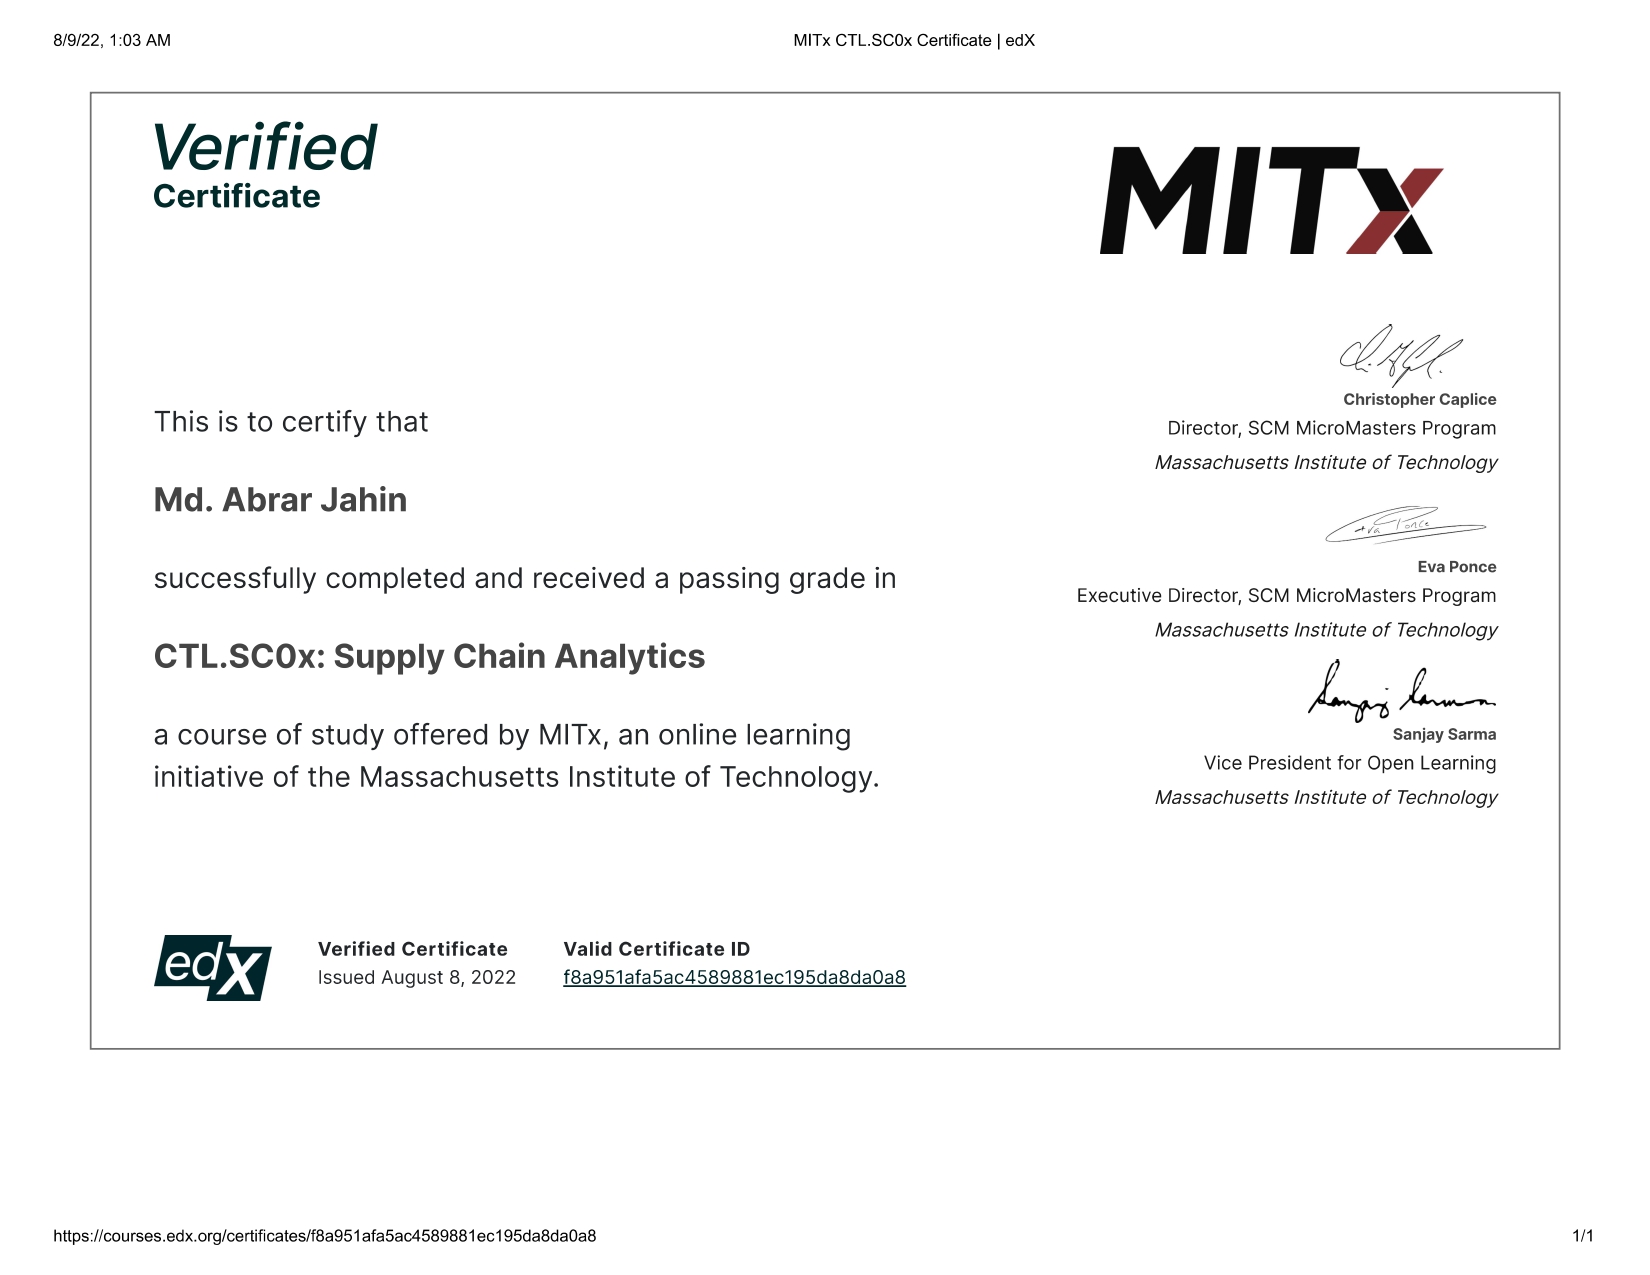 8/9/22, 1:03 AM
MITx CTL.SC0x Certificate | edX
Verified
Certificate
MITx
This is to certify that
Md. Abrar Jahin
successfully completed and received a passing grade in
CTL.SC0x: Supply Chain Analytics
a course of study offered by MITx, an online learning
initiative of the Massachusetts Institute of Technology.
Christopher Caplice
Director, SCM MicroMasters Program
Massachusetts Institute of Technology
Eva Ponce
Eva Ponce
Executive Director, SCM MicroMasters Program
Massachusetts Institute of Technology
Sanjay Sarma
Sanjay Sarma
Vice President for Open Learning
Massachusetts Institute of Technology
edX
Verified Certificate
Issued August 8, 2022
Valid Certificate ID
f8a951afa5ac4589881ec195da8da0a8
https://courses.edx.org/certificates/f8a951afa5ac4589881ec195da8da0a8
1/1